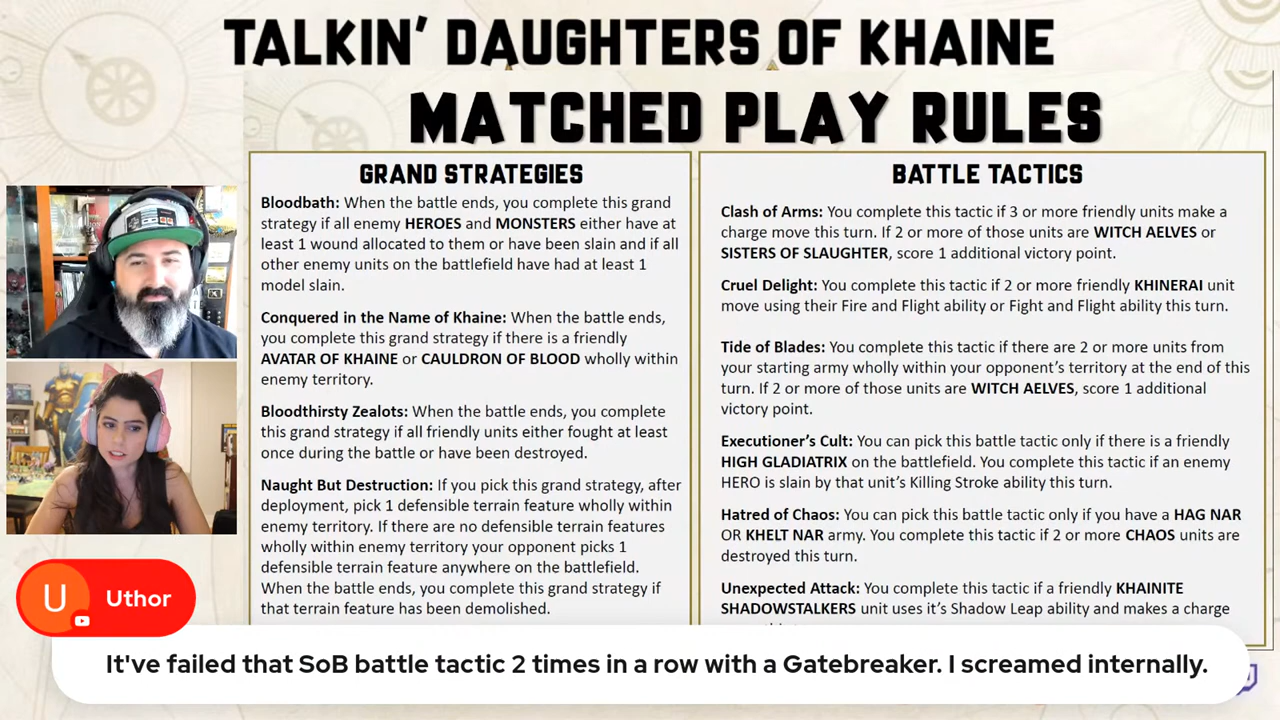 TALKIN' DAUGHTERS OF KHAINE
MATCHED PLAY RULES
GRAND STRATEGIES
Bloodbath: When the battle ends, you complete this grand
strategy if all enemy HEROES and MONSTERS either have at
least 1 wound allocated to them or have been slain and if all
other enemy units on the battlefield have had at least 1
model slain.
Conquered in the Name of Khaine: When the battle ends,
you complete this grand strategy if there is a friendly
AVATAR OF KHAINE or CAULDRON OF BLOOD wholly within
enemy territory.
Bloodthirsty Zealots: When the battle ends, you complete
this grand strategy if all friendly units either fought at least
once during the battle or have been destroyed.
Naught But Destruction: If you pick this grand strategy, after
deployment, pick 1 defensible terrain feature wholly within
enemy territory. If there are no defensible terrain features
wholly within enemy territory your opponent picks 1
defensible terrain feature anywhere on the battlefield.
When the battle ends, you complete this grand strategy if
that terrain feature has been demolished.
BATTLE TACTICS
Clash of Arms: You complete this tactic if 3 or more friendly units make a
charge move this turn. If 2 or more of those units are WITCH AELVES or
SISTERS OF SLAUGHTER, score 1 additional victory point.
Cruel Delight: You complete this tactic if 2 or more friendly KHINERAI unit
move using their Fire and Flight ability or Fight and Flight ability this turn.
Tide of Blades: You complete this tactic if there are 2 or more units from
your starting army wholly within your opponent's territory at the end of this
turn. If 2 or more of those units are WITCH AELVES, score 1 additional
victory point.
Executioner's Cult: You can pick this battle tactic only if there is a friendly
HIGH GLADIATRIX on the battlefield. You complete this tactic if an enemy
HERO is slain by that unit's Killing Stroke ability this turn.
Hatred of Chaos: You can pick this battle tactic only if you have a HAG NAR
OR KHELT NAR army. You complete this tactic if 2 or more CHAOS units are
destroyed this turn.
Unexpected Attack: You complete this tactic if a friendly KHAINITE
SHADOWSTALKERS unit uses it's Shadow Leap ability and makes a charge
U
Uthor
It've failed that SoB battle tactic 2 times in a row with a Gatebreaker. I screamed internally.